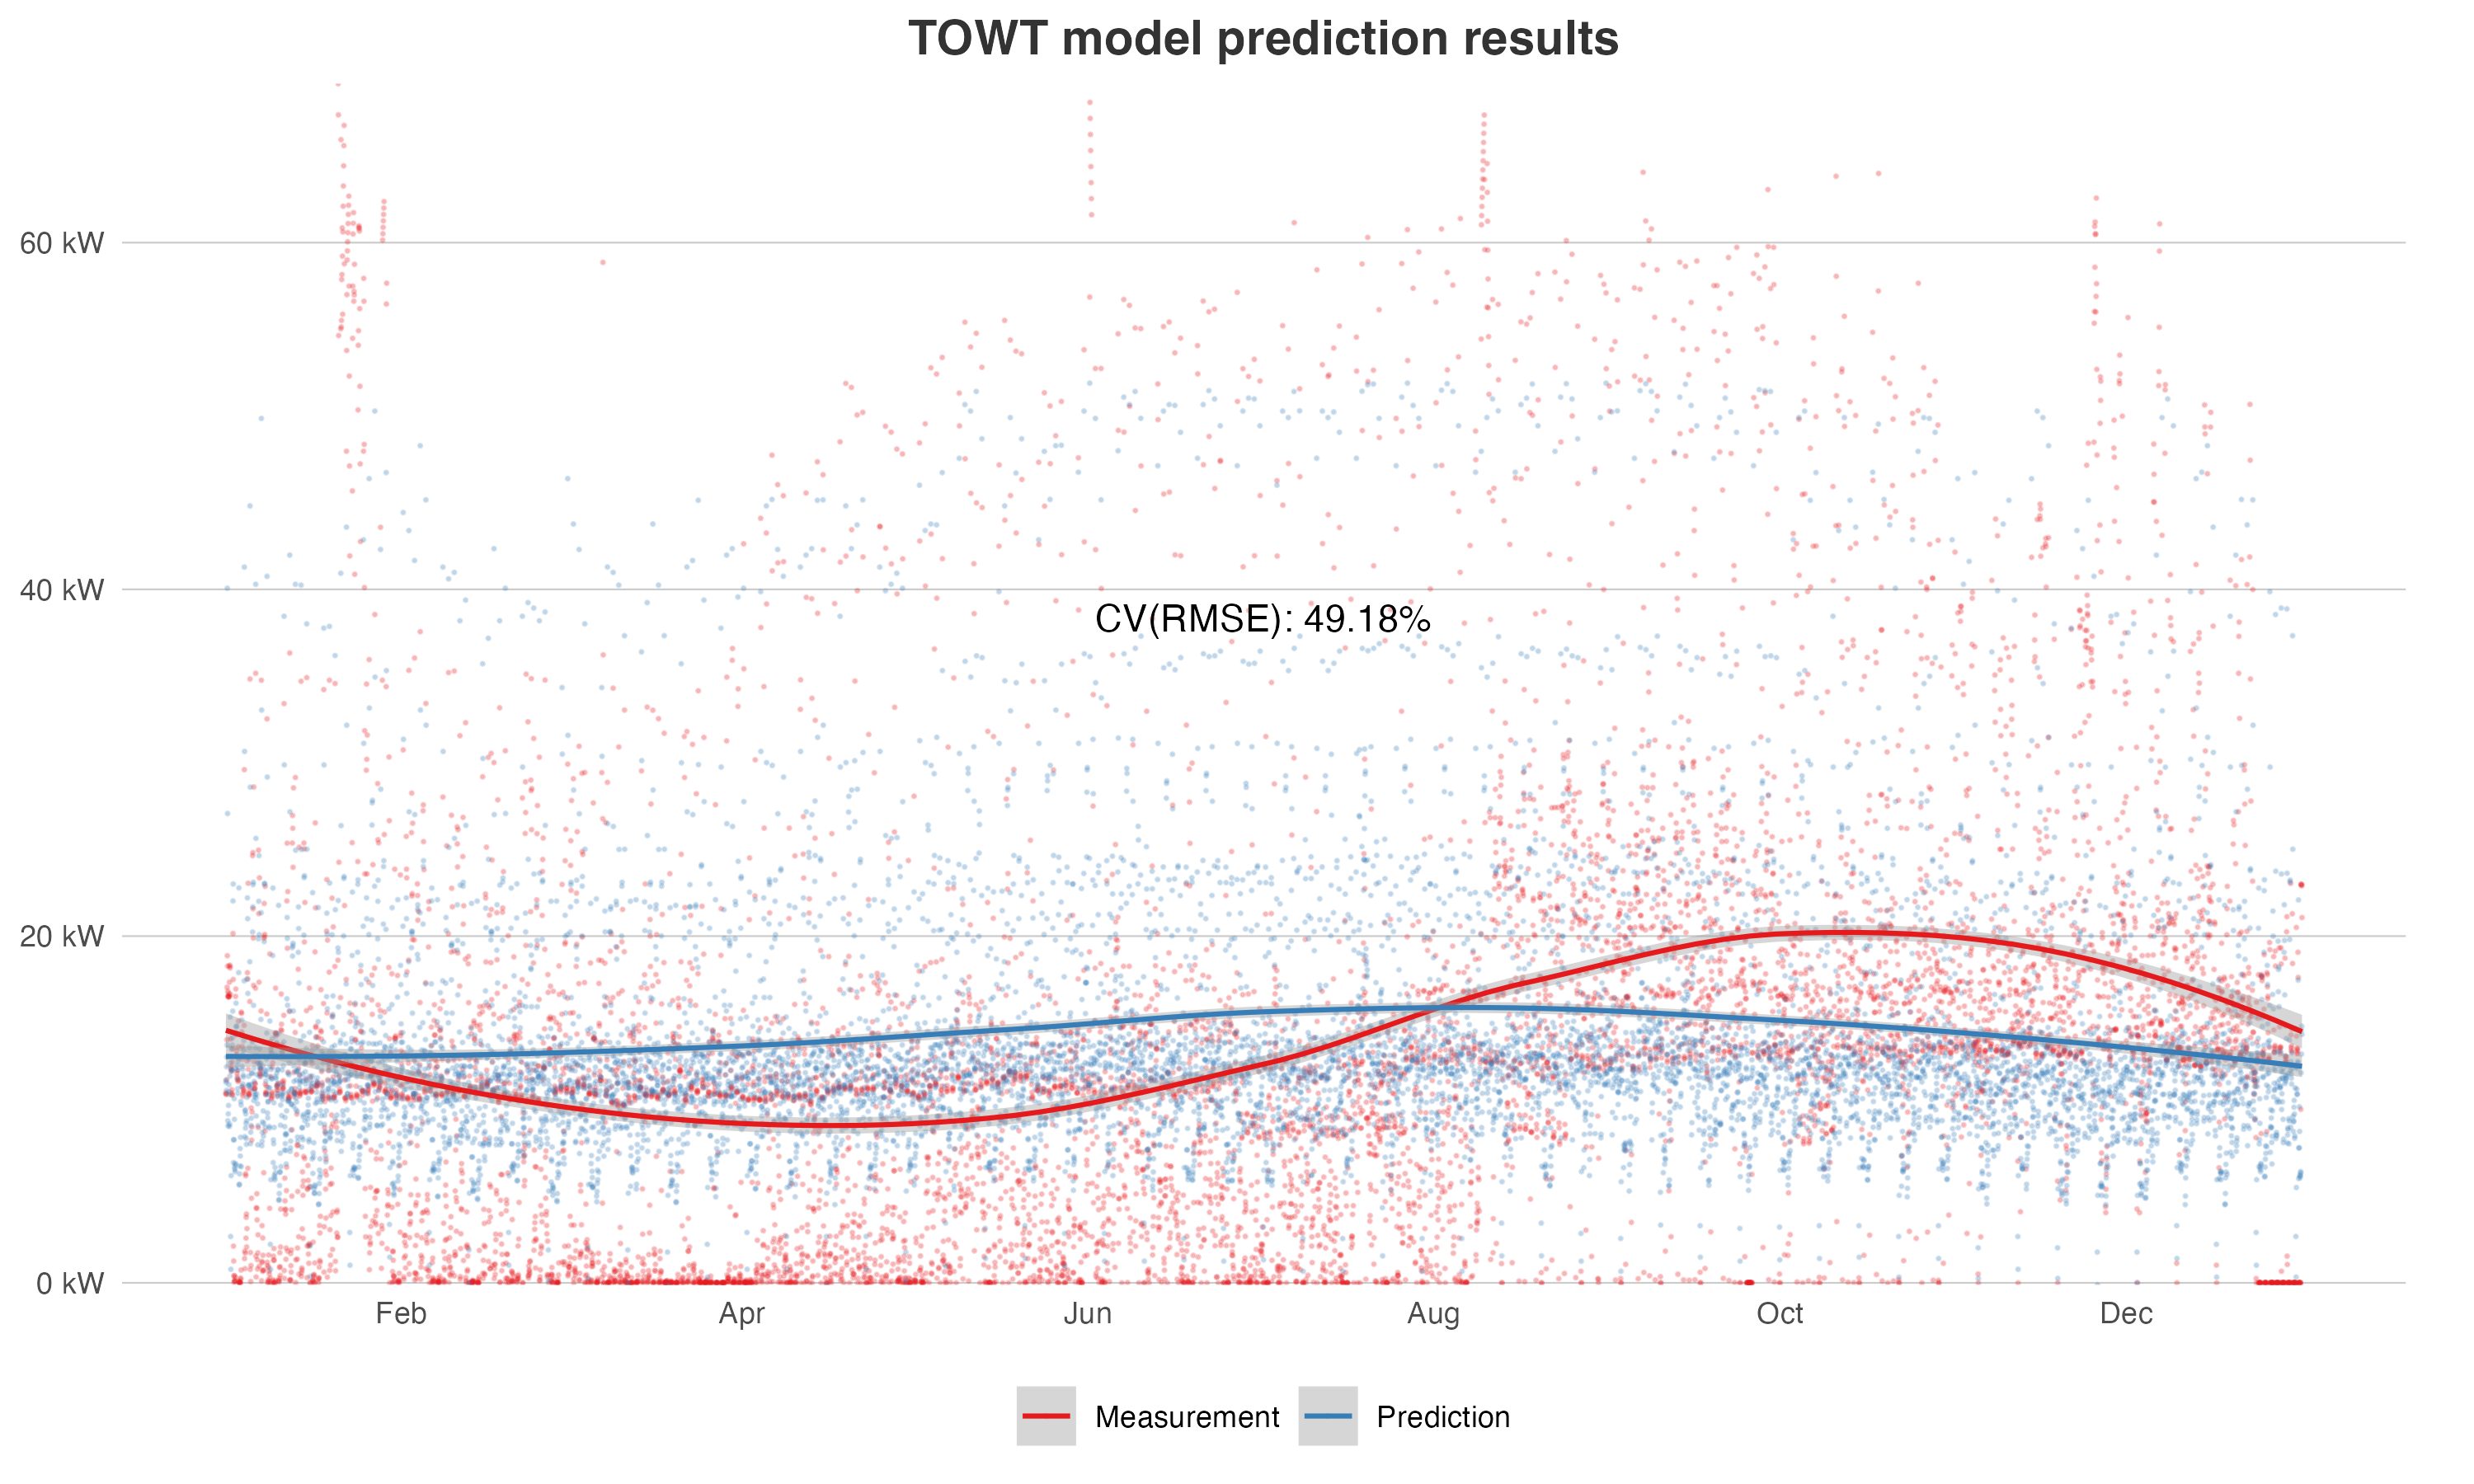 TOWT model prediction results
60 kW
40 kW
CV(RMSE): 49.18%
20 kW
0 kW
Feb Apr Jun Aug Oct Dec
Measurement Prediction